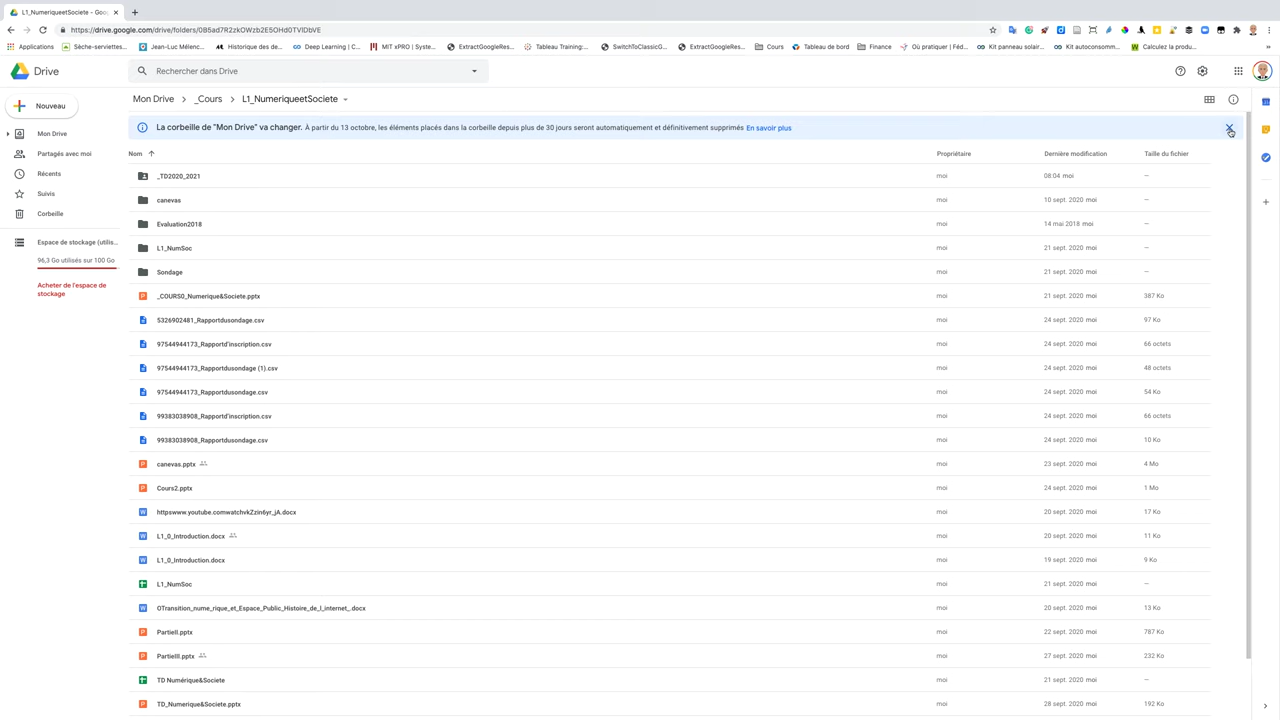 L1_NumeriqueetSociete - Goo
https://drive.google.com/drive/folders/0B5ad7R2zkOWzb2E5OHd0TVlDbVE
Applications Sèche-serviettes... Jean-Luc Mélenc... Historique des de... Deep Learning | C... MIT xPRO | Syste... ExtractGoogleRes... Tableau Training:... SwitchToClassicG... ExtractGoogleRes... Cours Tableau de bord Finance Où pratiquer | Féd... Kit panneau solair... Kit autoconsomm... Calculez la produ... »
Drive Rechercher dans Drive
Nouveau
Mon Drive > _Cours > L1_NumeriqueetSociete
La corbeille de "Mon Drive" va changer. À partir du 13 octobre, les éléments placés dans la corbeille depuis plus de 30 jours seront automatiquement et définitivement supprimés En savoir plus
Mon Drive
Partagés avec moi
Récents
Suivis
Corbeille
Espace de stockage (utilis...
96,3 Go utilisés sur 100 Go
Acheter de l'espace de
stockage
Nom Propriétaire Dernière modification Taille du fichier
_TD2020_2021 moi 08:04 moi —
canevas moi 10 sept. 2020 moi —
Evaluation2018 moi 14 mai 2018 moi —
L1_NumSoc moi 21 sept. 2020 moi —
Sondage moi 21 sept. 2020 moi —
_COURS0_Numerique&Societe.pptx moi 21 sept. 2020 moi 387 Ko
5326902481_Rapportdusondage.csv moi 24 sept. 2020 moi 97 Ko
97544944173_Rapportd'inscription.csv moi 24 sept. 2020 moi 66 octets
97544944173_Rapportdusondage (1).csv moi 24 sept. 2020 moi 48 octets
97544944173_Rapportdusondage.csv moi 24 sept. 2020 moi 54 Ko
99383038908_Rapportd'inscription.csv moi 24 sept. 2020 moi 66 octets
99383038908_Rapportdusondage.csv moi 24 sept. 2020 moi 10 Ko
canevas.pptx moi 23 sept. 2020 moi 4 Mo
Cours2.pptx moi 24 sept. 2020 moi 1 Mo
httpswww.youtube.comwatchvkZzin6yr_jA.docx moi 20 sept. 2020 moi 17 Ko
L1_0_Introduction.docx moi 20 sept. 2020 moi 11 Ko
L1_0_Introduction.docx moi 19 sept. 2020 moi 9 Ko
L1_NumSoc moi 21 sept. 2020 moi —
OTransition_nume_rique_et_Espace_Public_Histoire_de_l_internet_.docx moi 20 sept. 2020 moi 13 Ko
PartieII.pptx moi 22 sept. 2020 moi 787 Ko
PartieIII.pptx moi 27 sept. 2020 moi 232 Ko
TD Numérique&Societe moi 21 sept. 2020 moi —
TD_Numerique&Societe.pptx moi 28 sept. 2020 moi 192 Ko